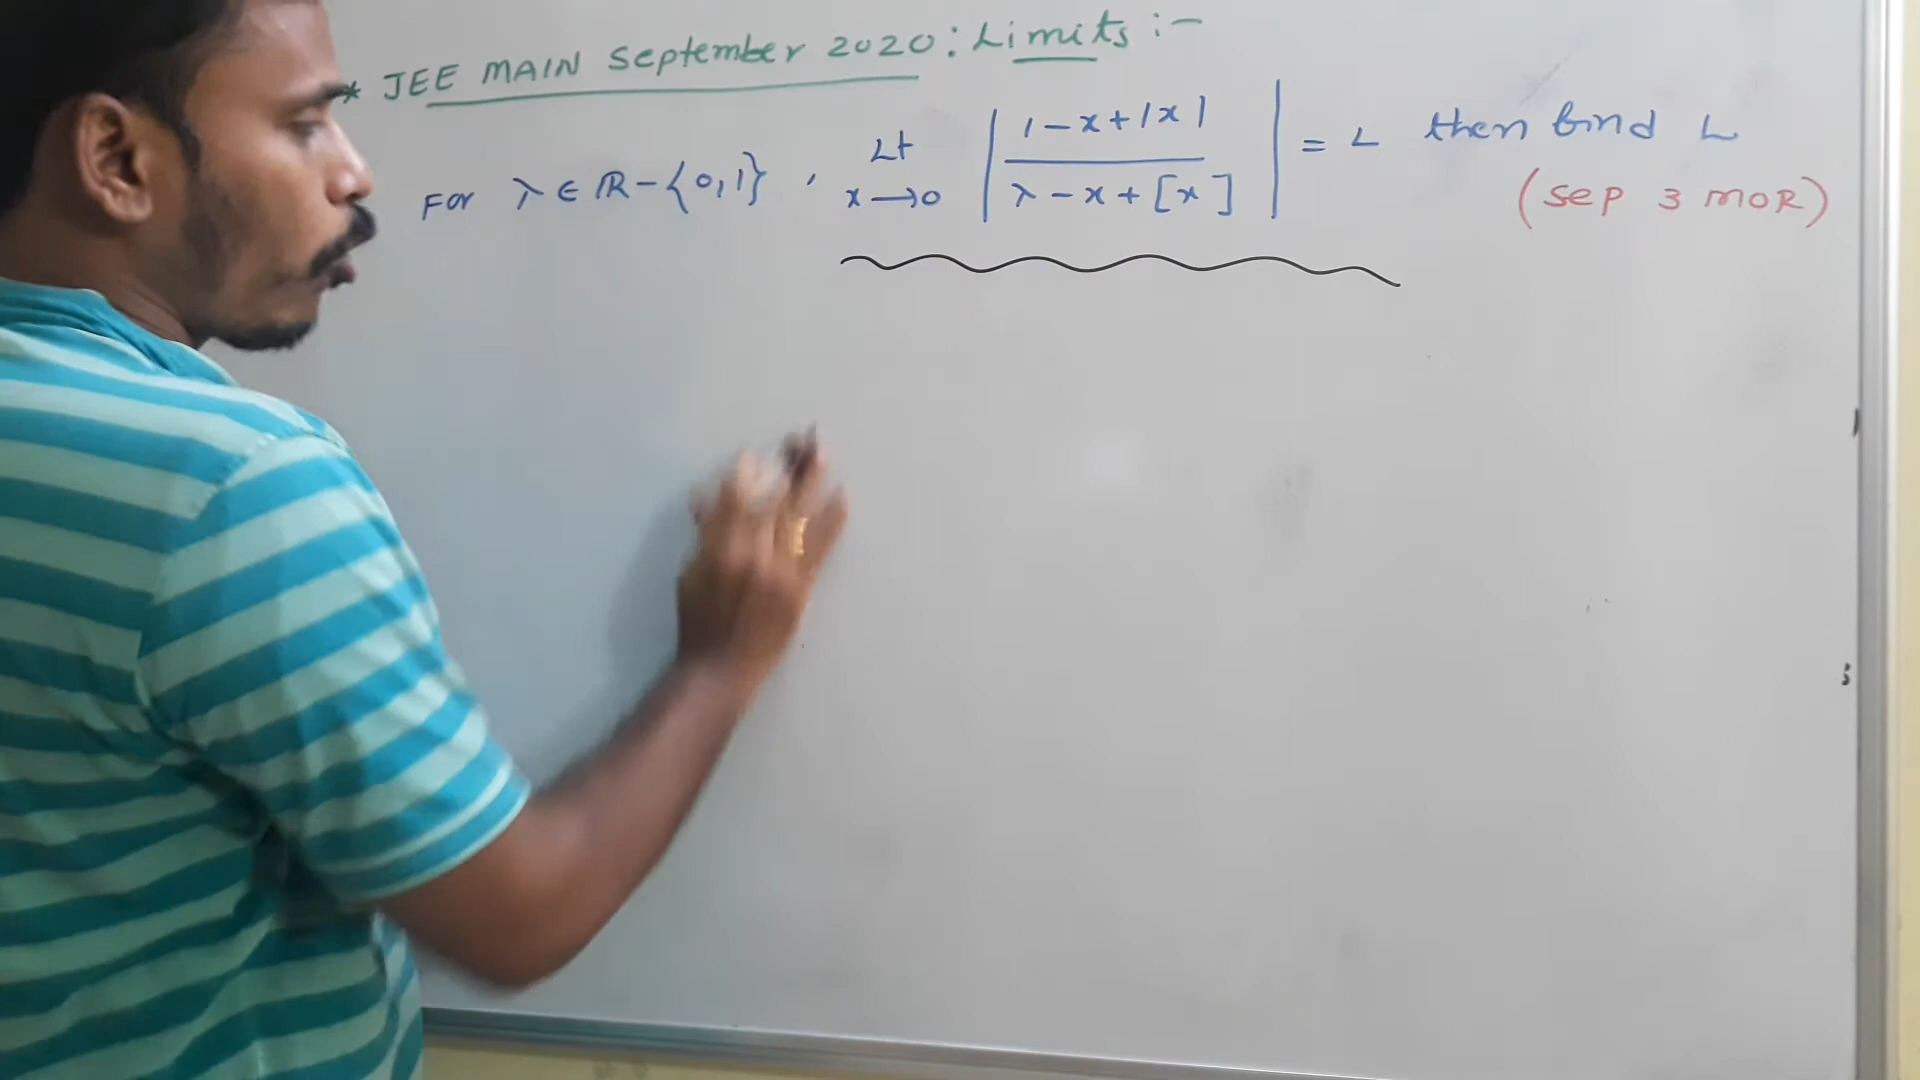 * JEE MAIN September 2020 : Limits :-
For λ ∈ ℝ - {0,1} , Lt x→0 | 1-x+|x| / λ-x+[x] | = L then find L
(Sep 3 MOR)